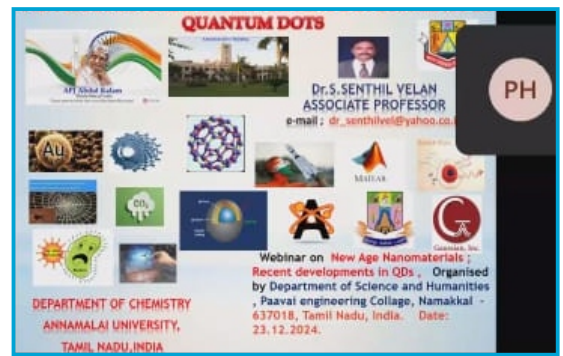 QUANTUM DOTS
APJ Abdul Kalam
Dr.S.SENTHIL VELAN
ASSOCIATE PROFESSOR
e-mail ; dr_senthilvel@yahoo.co.i
PH
Au
MATLAB
CO₂
Gaussian, Inc.
Webinar on New Age Nanomaterials ;
Recent developments in QDs , Organised
by Department of Science and Humanities
, Paavai engineering Collage, Namakkal -
637018, Tamil Nadu, India. Date:
23.12.2024.
DEPARTMENT OF CHEMISTRY
ANNAMALAI UNIVERSITY,
TAMIL NADU,INDIA